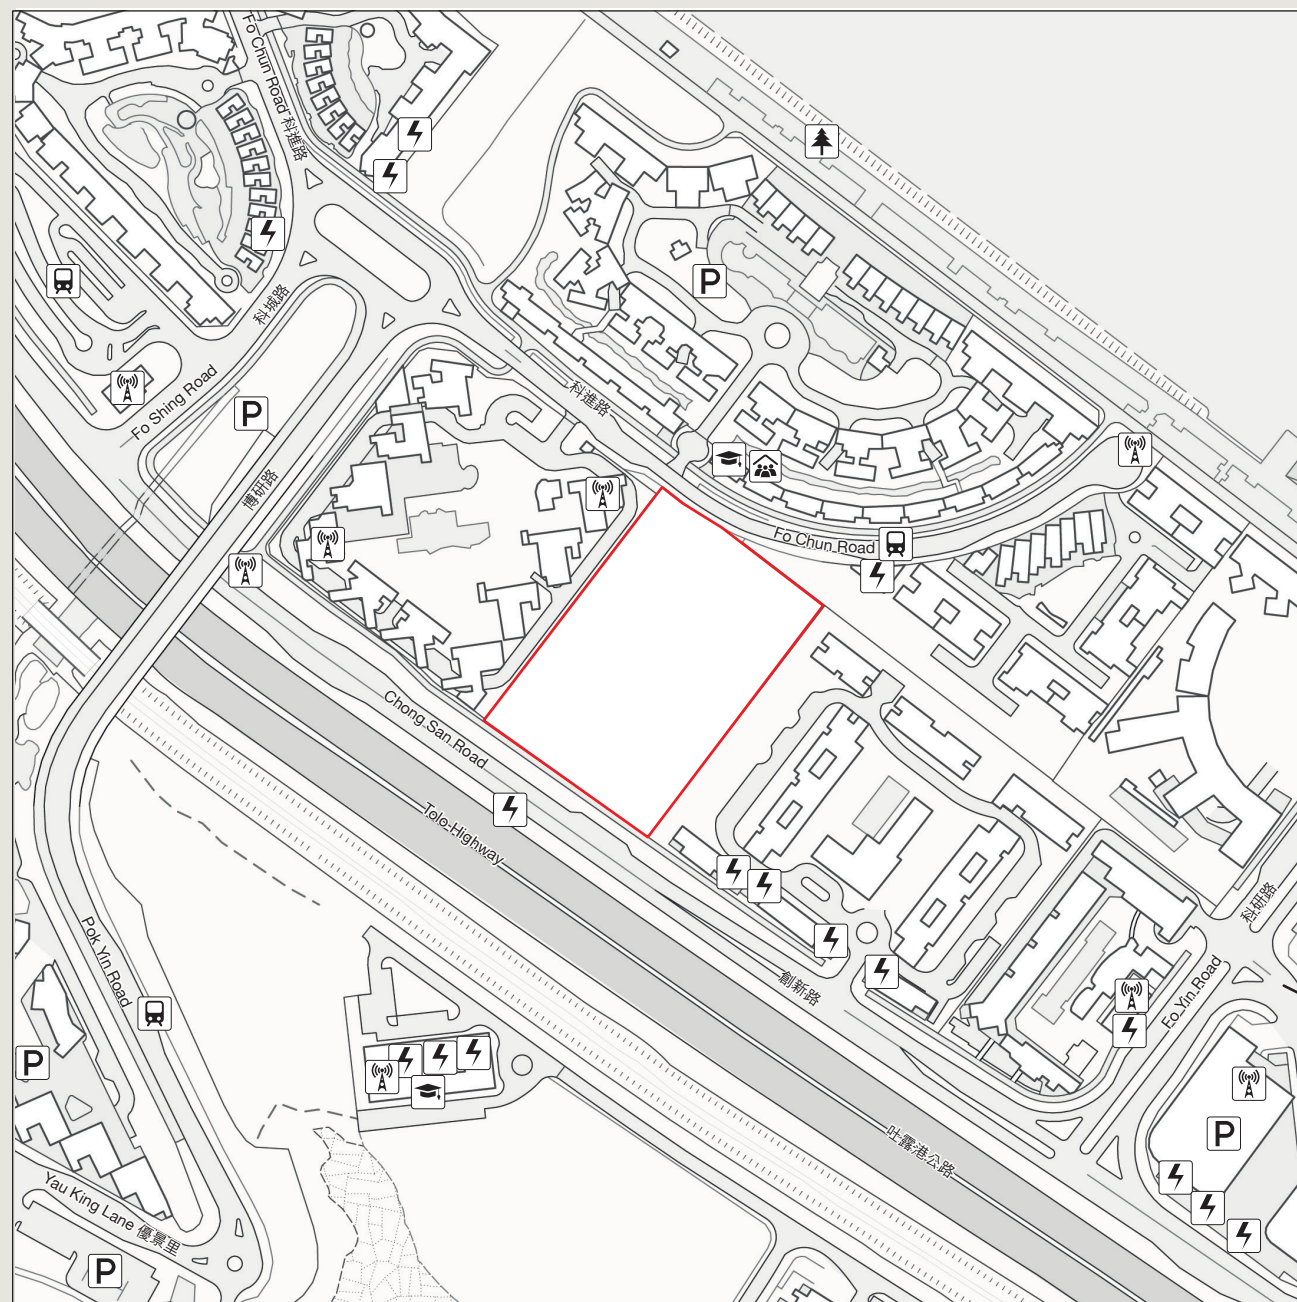 Fo Chun Road 科進路
科城路
Fo Shing Road
P
P
科進路
博研路
Fo Chun Road
Chong San Road
Tolo Highway
創新路
科研路
Fo Yin Road
Pok Yin Road
P
吐露港公路
P
Yau King Lane 優景里
P